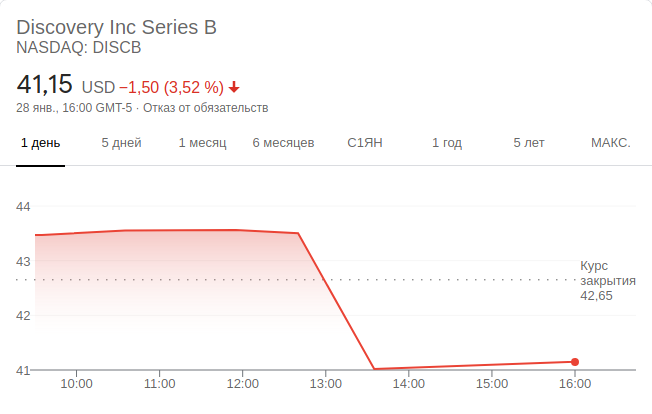 Discovery Inc Series B
NASDAQ: DISCB
41,15 USD −1,50 (3,52 %) ↓
28 янв., 16:00 GMT-5 · Отказ от обязательств
1 день 5 дней 1 месяц 6 месяцев С1ЯН 1 год 5 лет МАКС.
44
43
42
41
Курс
закрытия
42,65
10:00 11:00 12:00 13:00 14:00 15:00 16:00